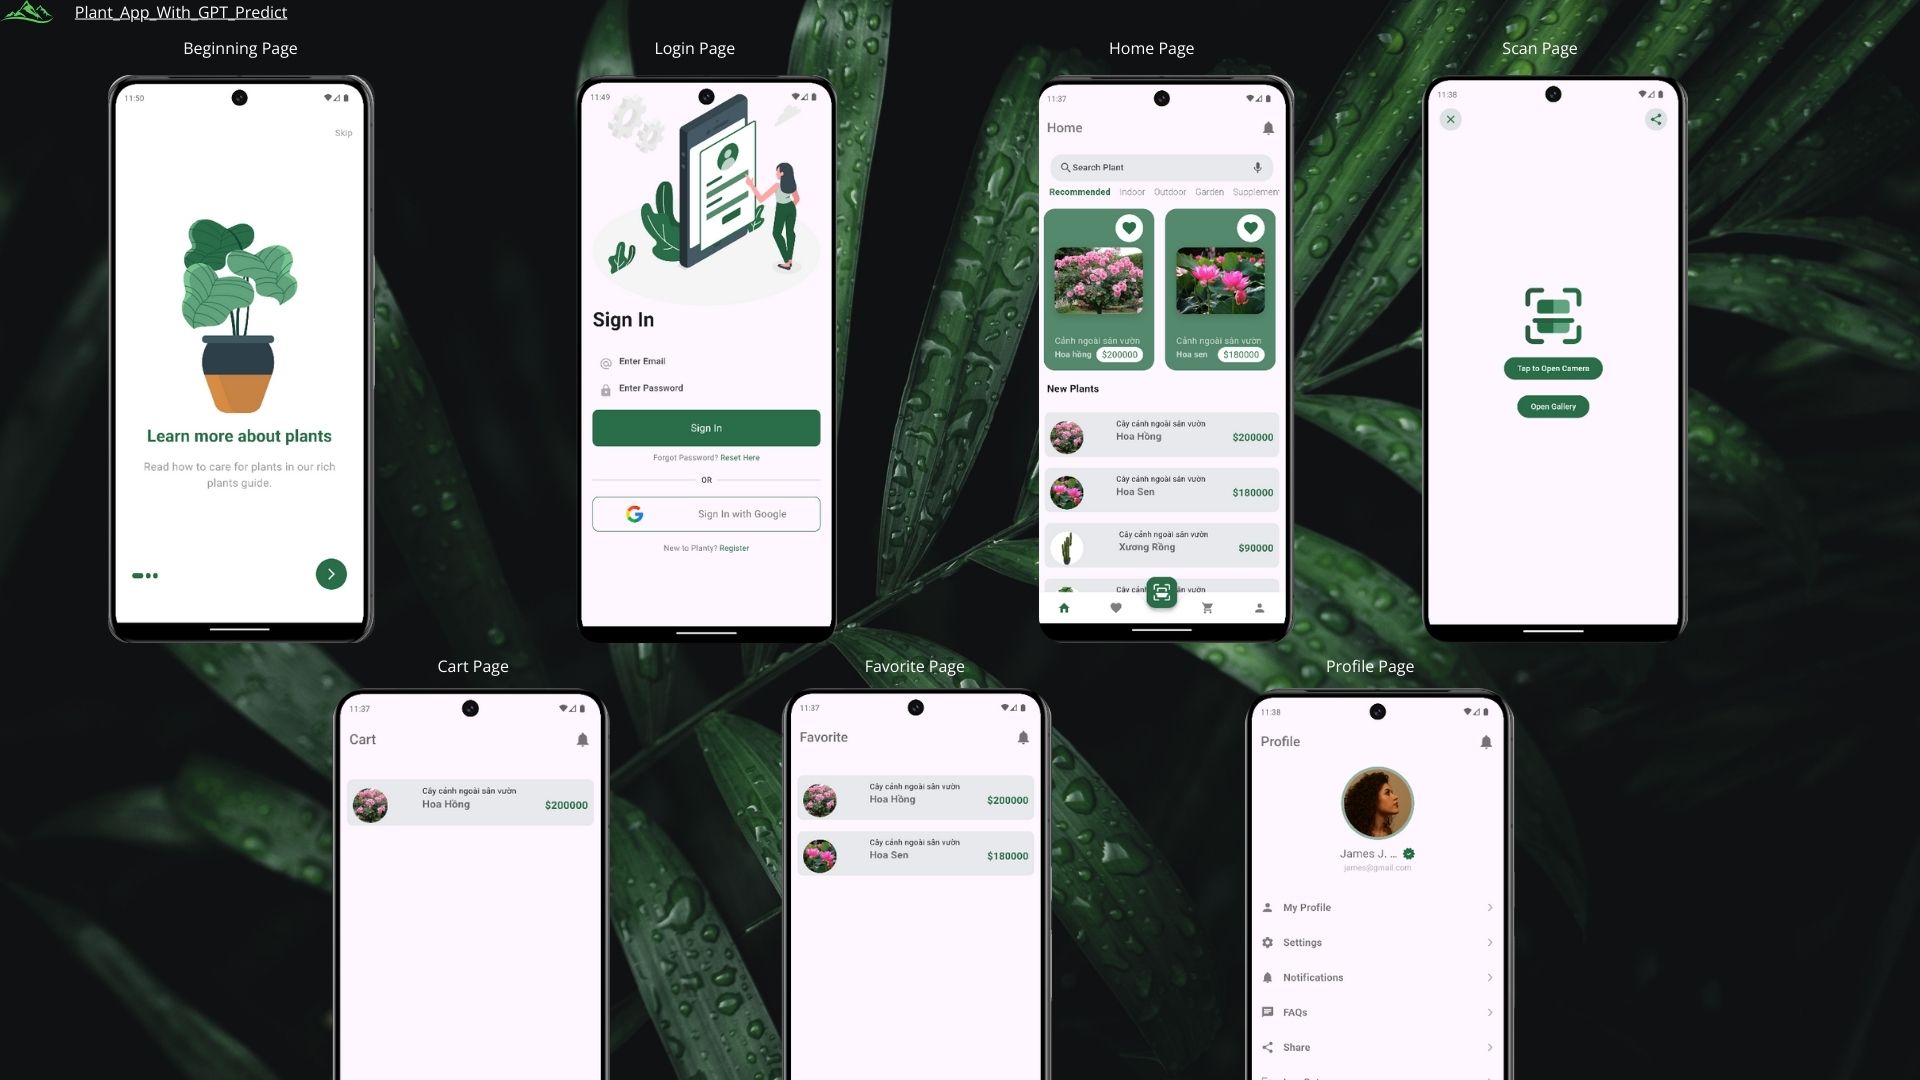 Plant_App_With_GPT_Predict
Beginning Page
11:50
Skip
Learn more about plants
Read how to care for plants in our rich
plants guide.
Login Page
11:49
Sign In
Enter Email
Enter Password
Sign In
Forgot Password? Reset Here
OR
Sign In with Google
New to Planty? Register
Home Page
11:37
Home
Search Plant
Recommended Indoor Outdoor Garden Supplemen
Cảnh ngoài sân vườn
Hoa hồng $200000
Cảnh ngoài sân vườn
Hoa sen $180000
New Plants
Cây cảnh ngoài sân vườn
Hoa Hồng $200000
Cây cảnh ngoài sân vườn
Hoa Sen $180000
Cây cảnh ngoài sân vườn
Xương Rồng $90000
Scan Page
11:38
Tap to Open Camera
Open Gallery
Cart Page
11:37
Cart
Cây cảnh ngoài sân vườn
Hoa Hồng $200000
Favorite Page
11:37
Favorite
Cây cảnh ngoài sân vườn
Hoa Hồng $200000
Cây cảnh ngoài sân vườn
Hoa Sen $180000
Profile Page
11:38
Profile
James J. ...
james@gmail.com
My Profile
Settings
Notifications
FAQs
Share